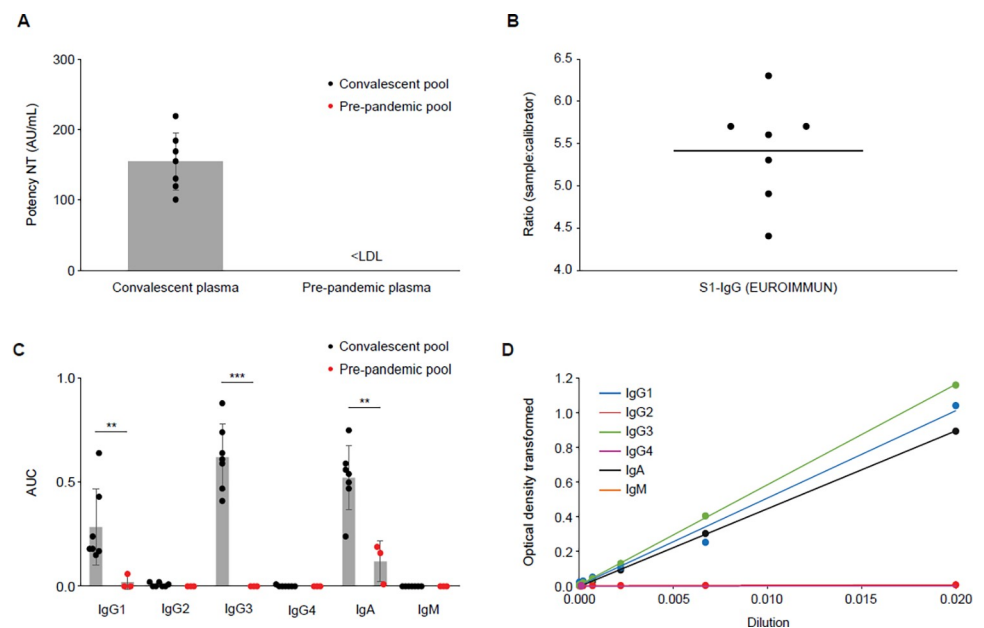 A
Potency NT (AU/mL)
300
200
100
0
Convalescent pool
Pre-pandemic pool
<LDL
Convalescent plasma
Pre-pandemic plasma
B
Ratio (sample:calibrator)
6.5
6.0
5.5
5.0
4.5
4.0
S1-IgG (EUROIMMUN)
C
Convalescent pool
Pre-pandemic pool
AUC
1.0
0.5
0.0
**
***
**
IgG1
IgG2
IgG3
IgG4
IgA
IgM
D
Optical density transformed
1.2
1.0
0.8
0.6
0.4
0.2
0.0
IgG1
IgG2
IgG3
IgG4
IgA
IgM
0.000
0.005
0.010
0.015
0.020
Dilution